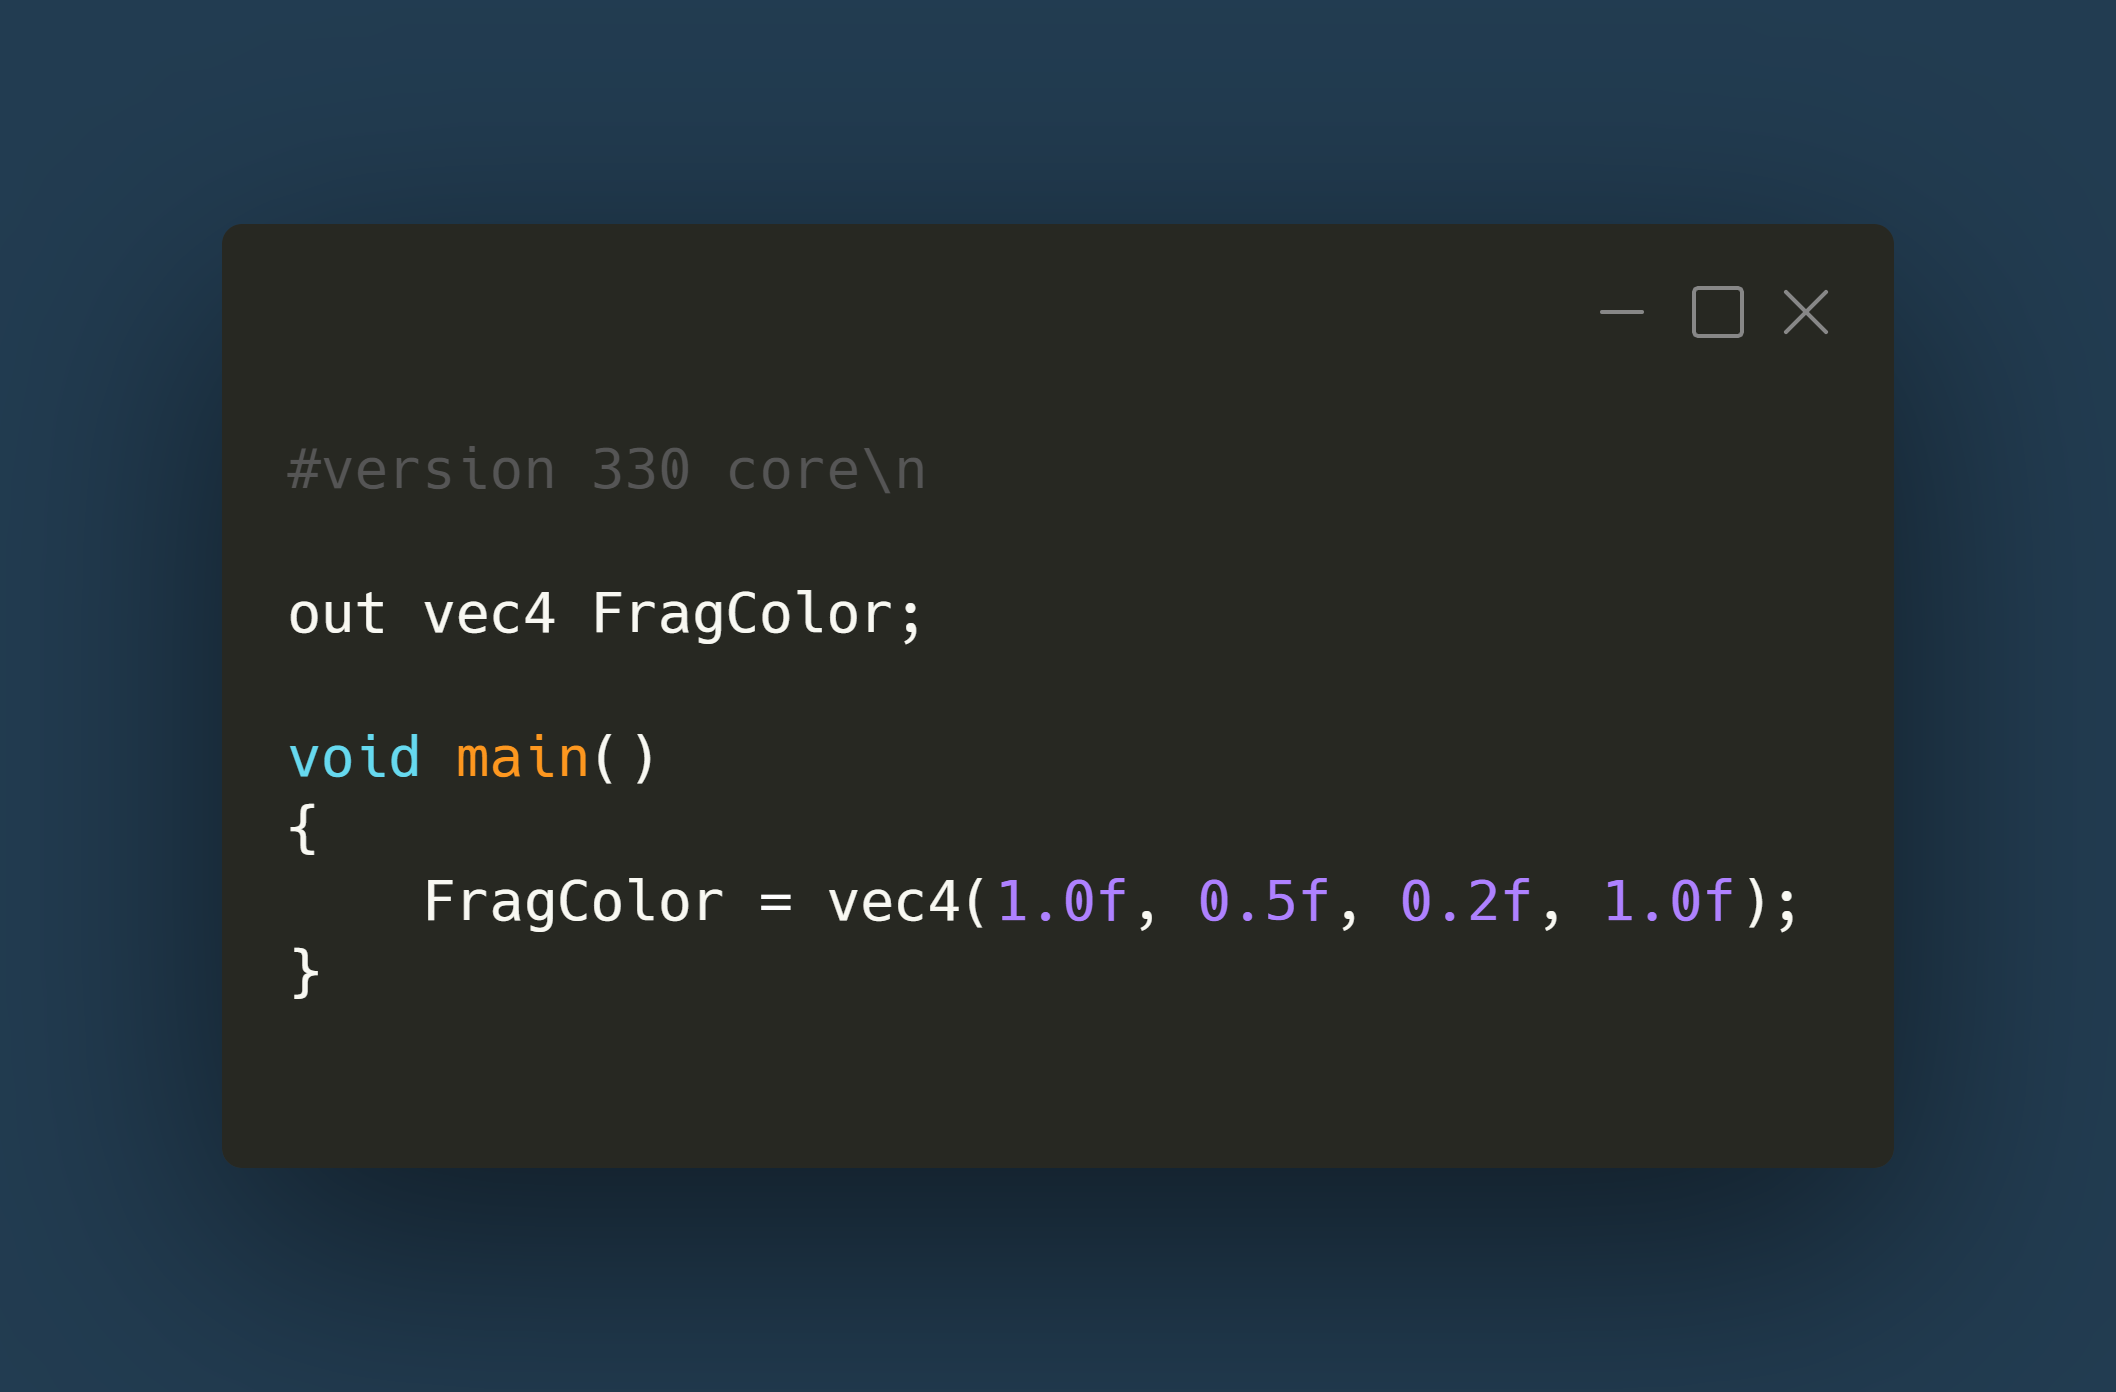 #version 330 core\n
out vec4 FragColor;
void main()
{
    FragColor = vec4(1.0f, 0.5f, 0.2f, 1.0f);
}